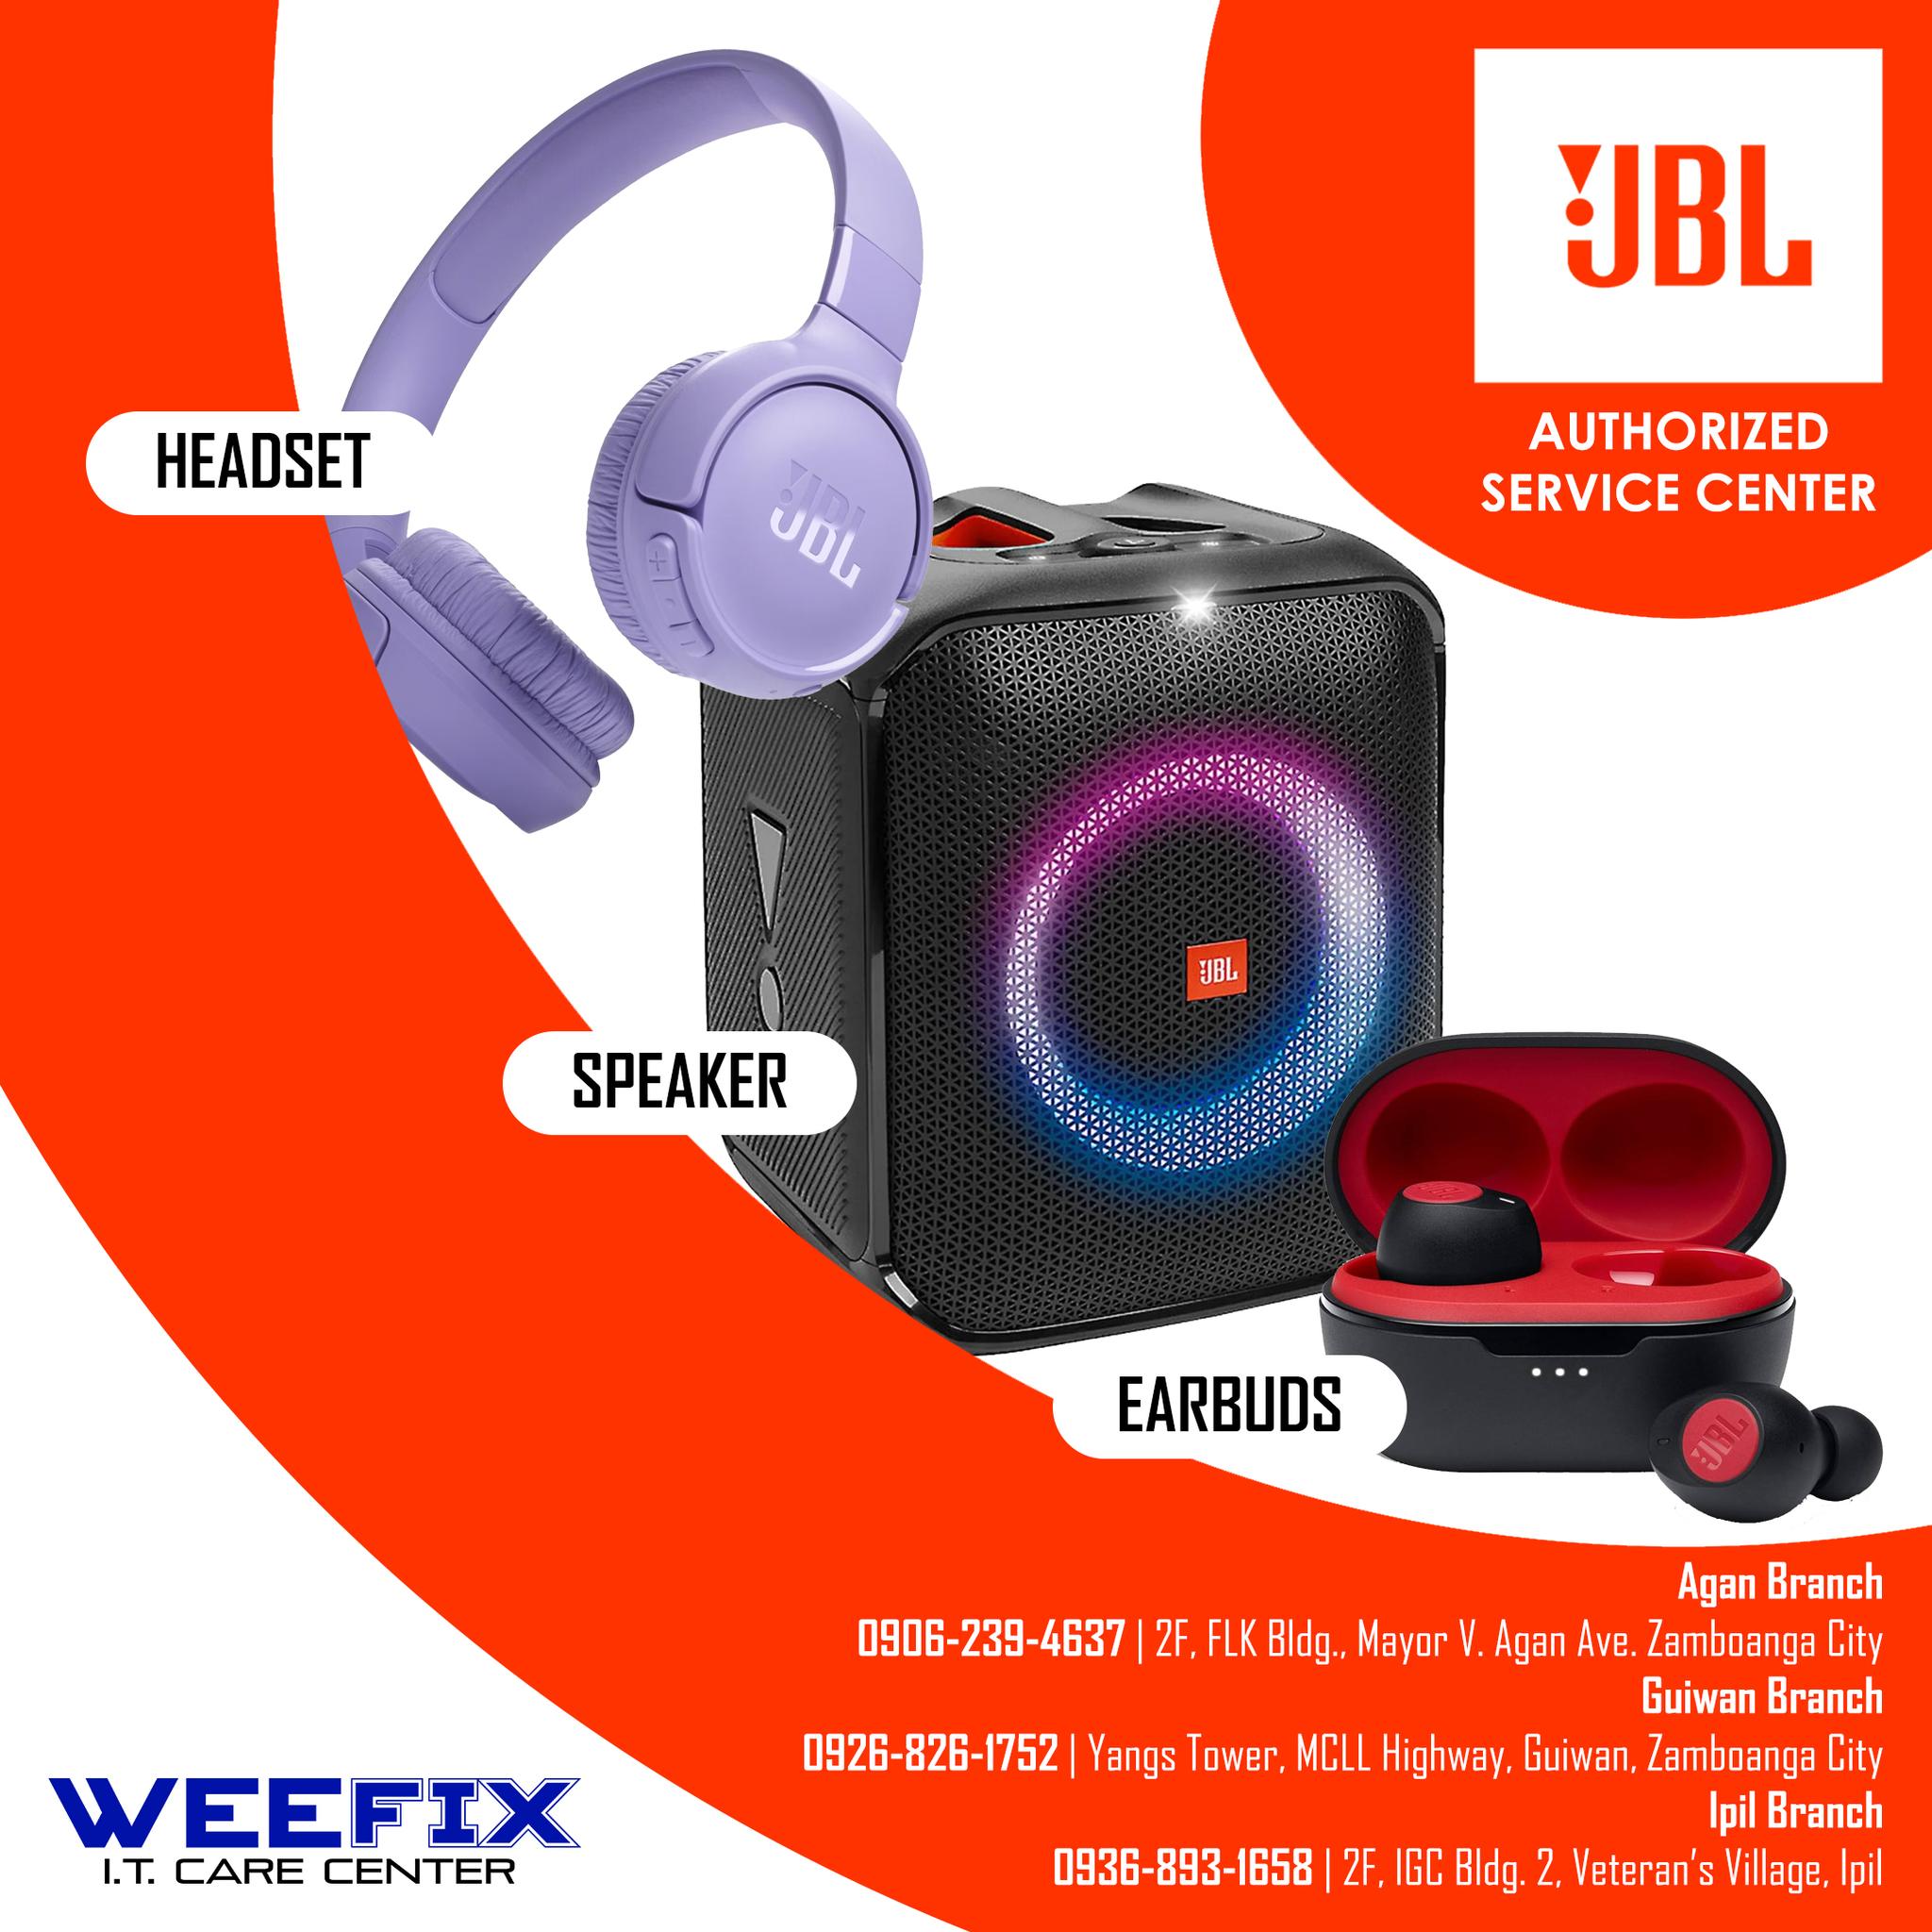 JBL
AUTHORIZED
SERVICE CENTER
HEADSET
JBL
JBL
SPEAKER
JBL
EARBUDS
Agan Branch
0906-239-4637 | 2F, FLK Bldg., Mayor V. Agan Ave. Zamboanga City
Guiwan Branch
0926-826-1752 | Yangs Tower, MCLL Highway, Guiwan, Zamboanga City
Ipil Branch
0936-893-1658 | 2F, IGC Bldg. 2, Veteran's Village, Ipil
WEEFIX
I.T. CARE CENTER